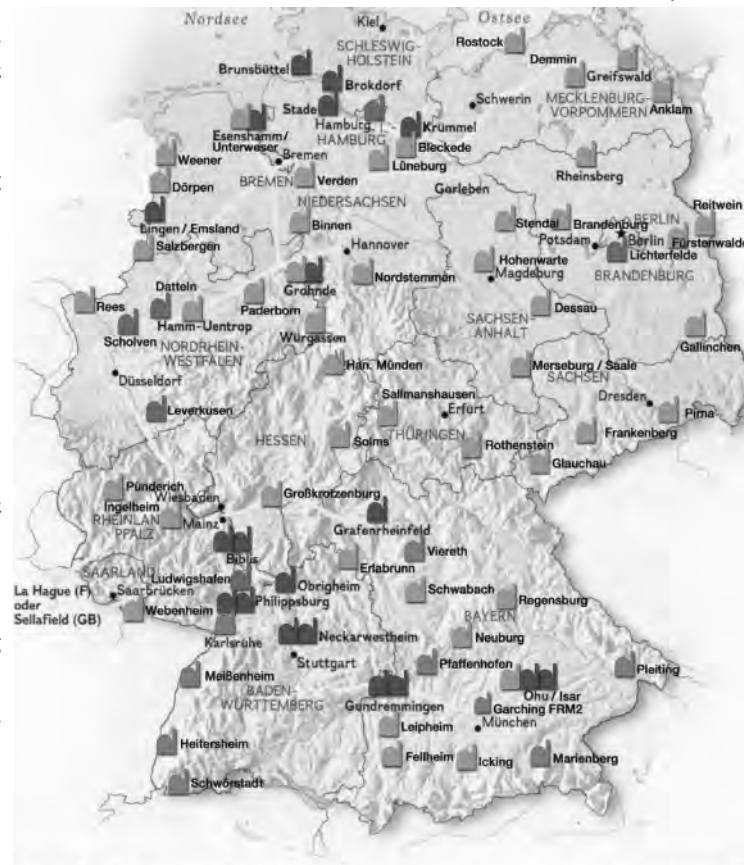 Nordsee
Ostsee
Kiel
SCHLESWIG-
HOLSTEIN
Rostock
Demmin
Greifswald
Brunsbüttel
Brokdorf
Schwerin
MECKLENBURG-
VORPOMMERN
Anklam
Stade
Hamburg
HAMBURG
Krümmel
Esenshamm /
Unterweser
Bleckede
Bremen
Lüneburg
Weener
BREMEN
Verden
Rheinsberg
Dörpen
NIEDERSACHSEN
Gorleben
Reitwein
Lingen / Emsland
Binnen
Stendal
Brandenburg
BERLIN
Potsdam
Berlin
Fürstenwalde
Salzbergen
Hannover
Lichterfelde
Hohenwarte
Magdeburg
BRANDENBURG
Datteln
Grohnde
Nordstemmen
Rees
Paderborn
Dessau
Hamm-Uentrop
SACHSEN-
ANHALT
Scholven
Würgassen
NORDRHEIN-
WESTFALEN
Gallinchen
Han. Münden
Merseburg / Saale
SACHSEN
Düsseldorf
Sallmanshausen
Dresden
Leverkusen
Erfurt
Pirna
THÜRINGEN
HESSEN
Solms
Rothenstein
Frankenberg
Glauchau
Pünderich
Wiesbaden
Großkrotzenburg
Ingelheim
RHEINLAN
PFALZ
Mainz
Grafenrheinfeld
Biblis
Viereth
Erlabrunn
SAARLAND
Ludwigshafen
Obrigheim
La Hague (F)
oder
Sellafield (GB)
Saarbrücken
Schwabach
Regensburg
Webenheim
Philippsburg
BAYERN
Karlsruhe
Neckarwestheim
Neuburg
Stuttgart
Pfaffenhofen
Pleiting
Meißenheim
BADEN-
WÜRTTEMBERG
Gundremmingen
Ohu / Isar
Garching FRM2
Leipheim
München
Heitersheim
Fellheim
Icking
Marienberg
Schwörstadt